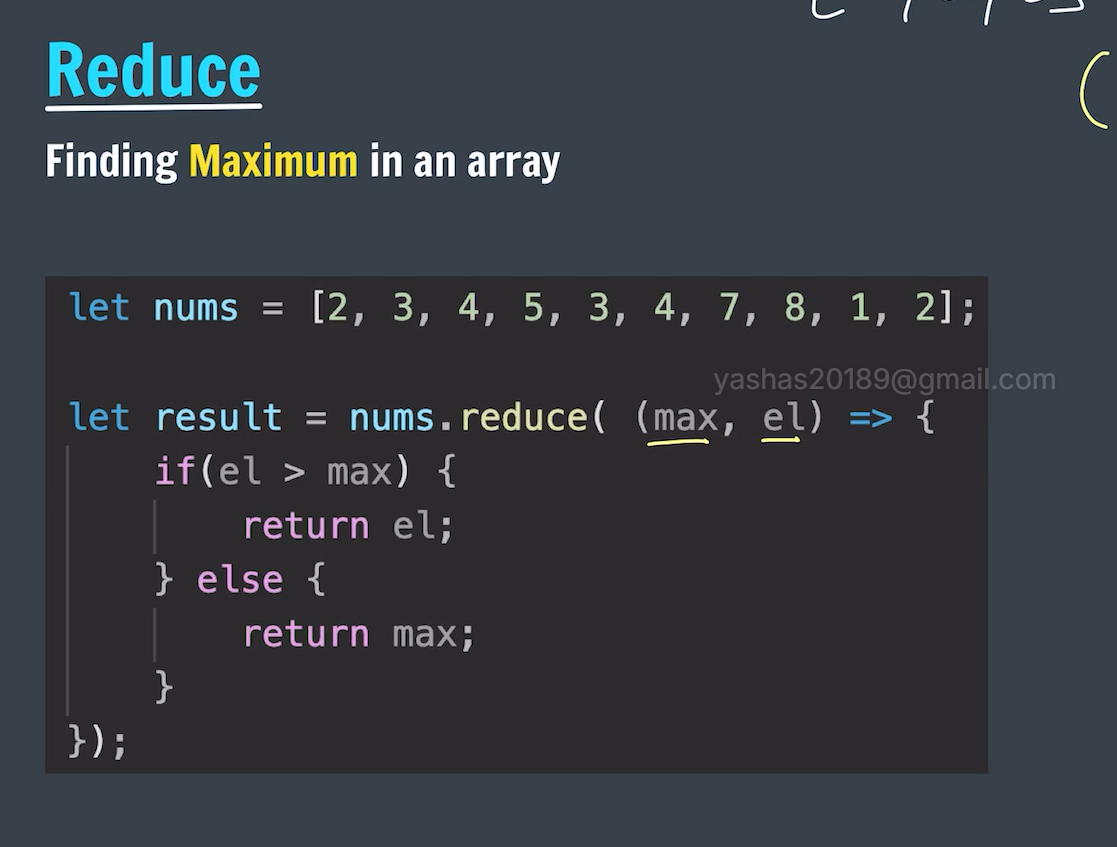 Reduce
Finding Maximum in an array
let nums = [2, 3, 4, 5, 3, 4, 7, 8, 1, 2];
yashas20189@gmail.com
let result = nums.reduce( (max, el) => {
if(el > max) {
return el;
} else {
return max;
}
});